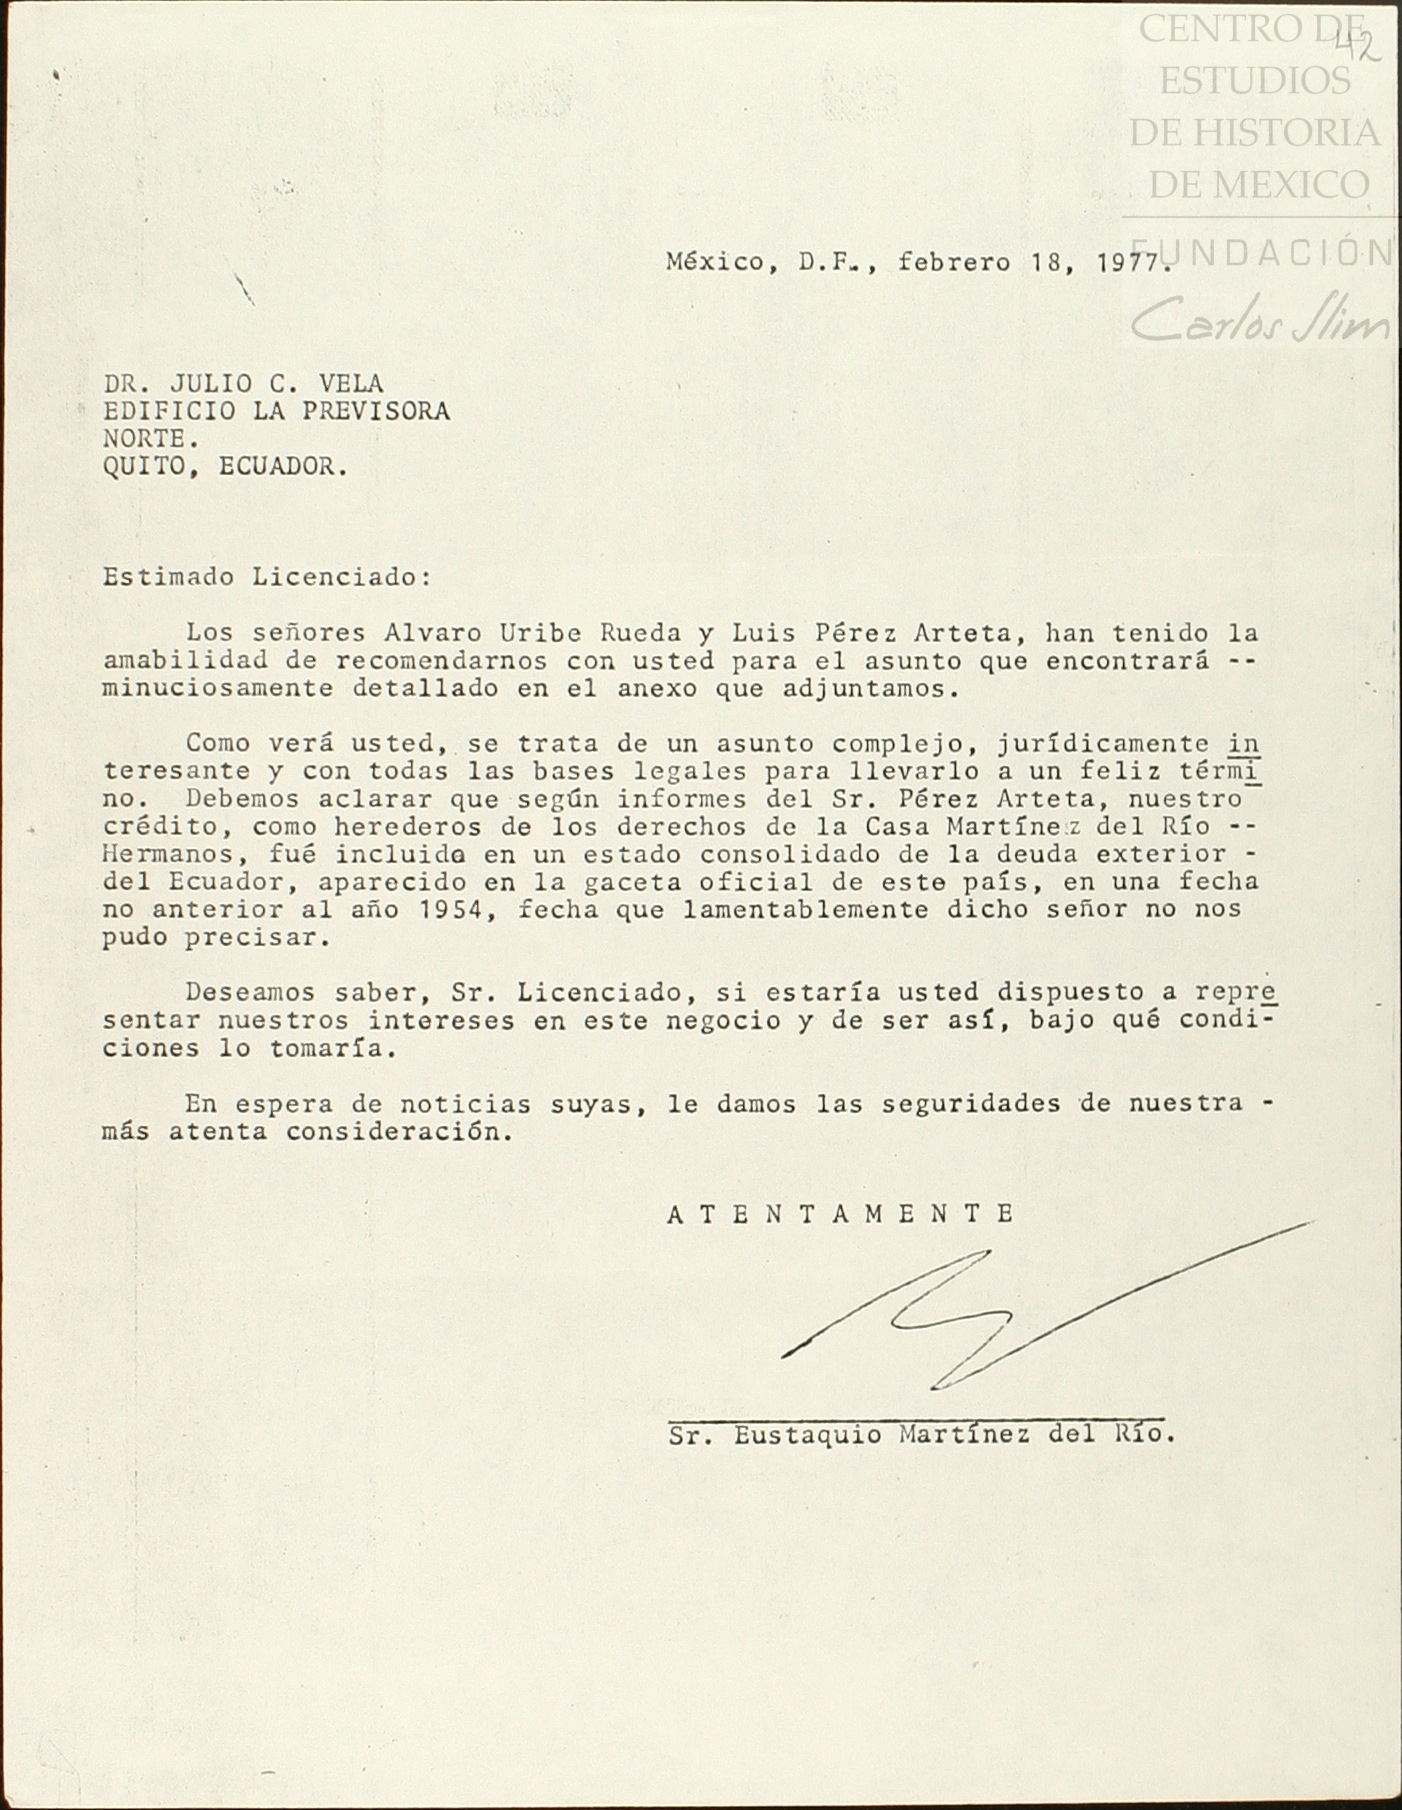 CENTRO DE
42
ESTUDIOS
DE HISTORIA
DE MEXICO
FUNDACIÓN
Carlos Slim
México, D.F., febrero 18, 1977.
DR. JULIO C. VELA
EDIFICIO LA PREVISORA
NORTE.
QUITO, ECUADOR.
Estimado Licenciado:
Los señores Alvaro Uribe Rueda y Luis Pérez Arteta, han tenido la
amabilidad de recomendarnos con usted para el asunto que encontrará --
minuciosamente detallado en el anexo que adjuntamos.
Como verá usted, se trata de un asunto complejo, jurídicamente in
teresante y con todas las bases legales para llevarlo a un feliz térmi
no. Debemos aclarar que según informes del Sr. Pérez Arteta, nuestro
crédito, como herederos de los derechos de la Casa Martínez del Río --
Hermanos, fué incluido en un estado consolidado de la deuda exterior -
del Ecuador, aparecido en la gaceta oficial de este país, en una fecha
no anterior al año 1954, fecha que lamentablemente dicho señor no nos
pudo precisar.
Deseamos saber, Sr. Licenciado, si estaría usted dispuesto a repre
sentar nuestros intereses en este negocio y de ser así, bajo qué condi-
ciones lo tomaría.
En espera de noticias suyas, le damos las seguridades de nuestra -
más atenta consideración.
A T E N T A M E N T E
Sr. Eustaquio Martínez del Río.